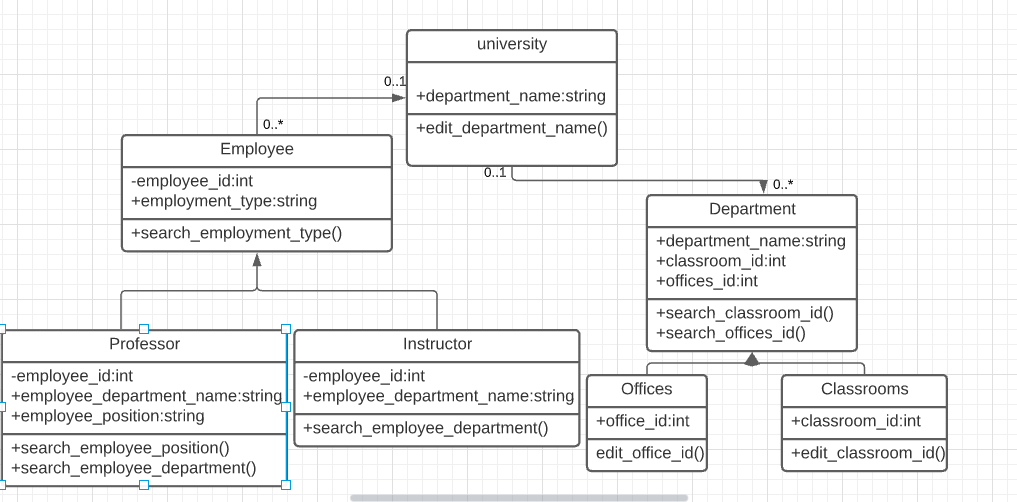 university
0..1
+department_name:string
0..*
+edit_department_name()
Employee
0..1
-employee_id:int
+employment_type:string
0..*
Department
+search_employment_type()
+department_name:string
+classroom_id:int
+offices_id:int
+search_classroom_id()
+search_offices_id()
Professor
-employee_id:int
+employee_department_name:string
+employee_position:string
+search_employee_position()
+search_employee_department()
Instructor
-employee_id:int
+employee_department_name:string
+search_employee_department()
Offices
+office_id:int
edit_office_id()
Classrooms
+classroom_id:int
+edit_classroom_id()